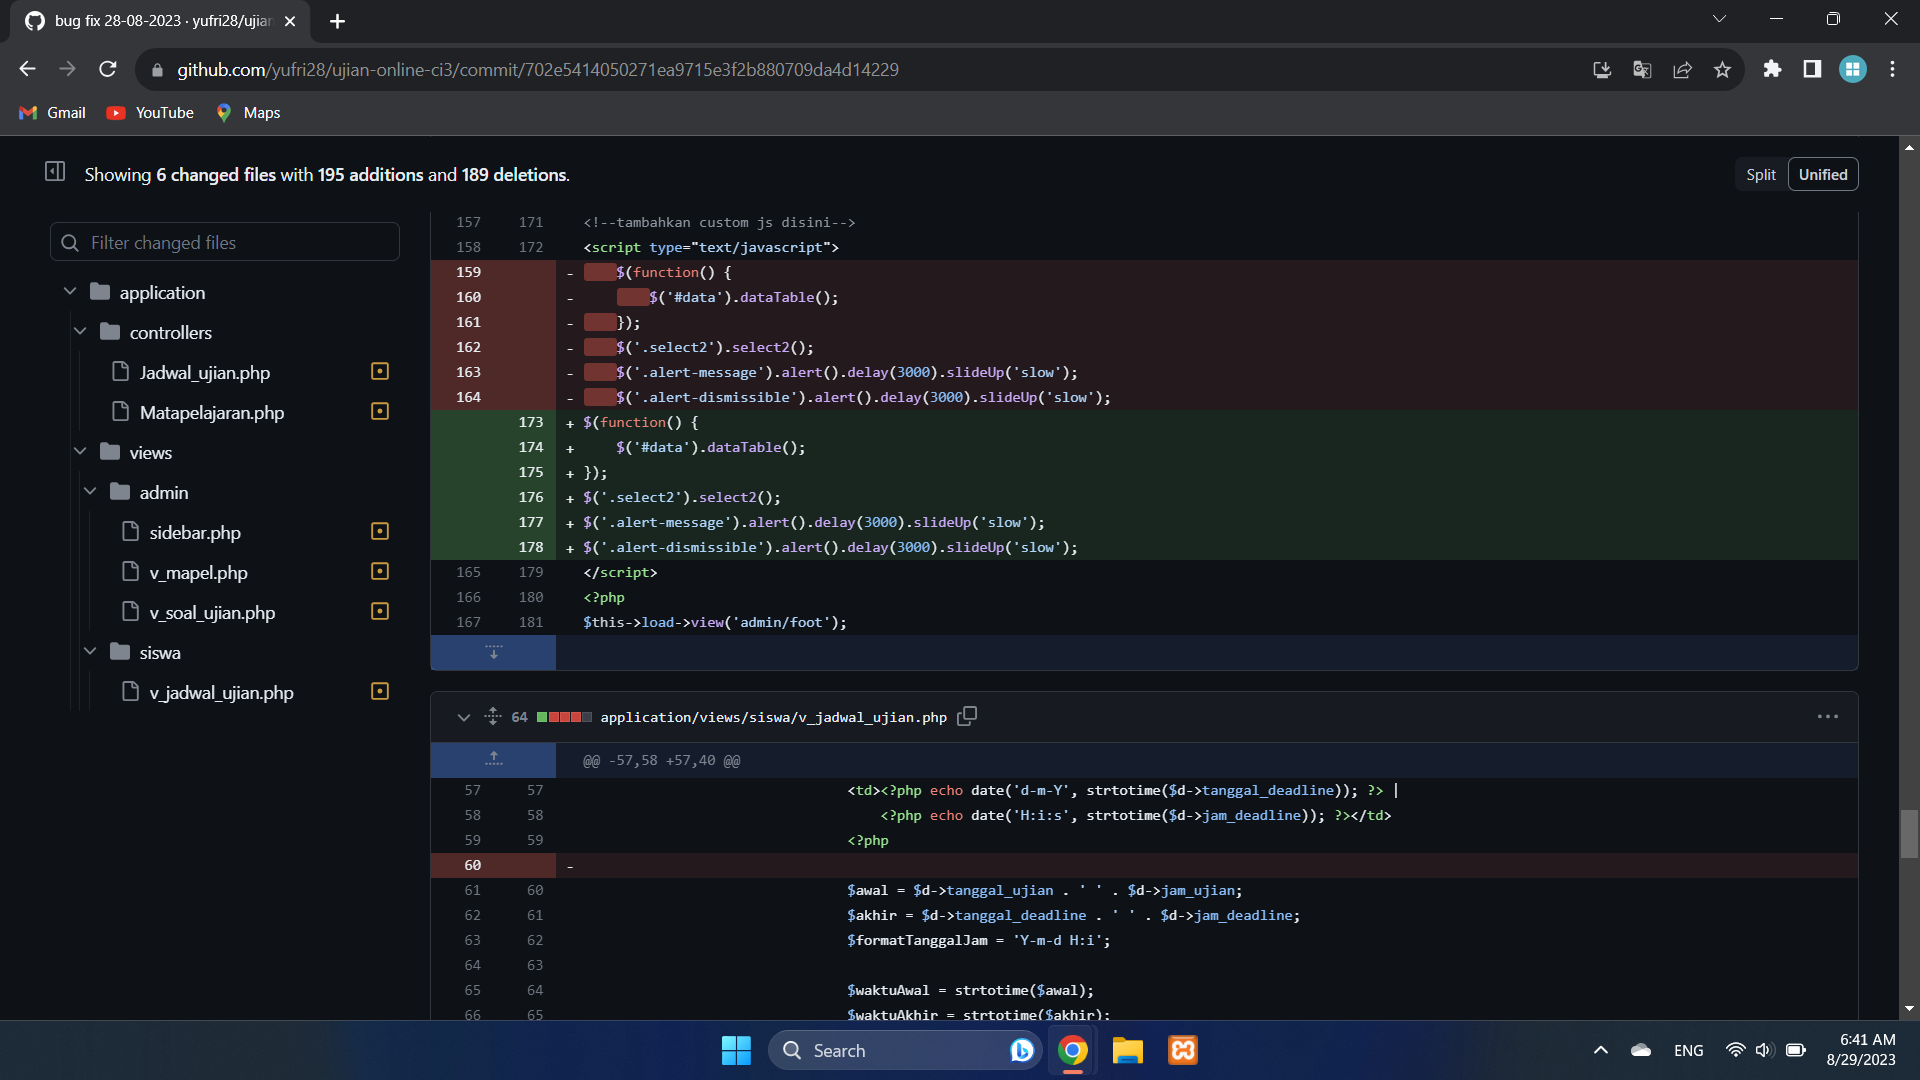 bug fix 28-08-2023 · yufri28/ujian
github.com/yufri28/ujian-online-ci3/commit/702e5414050271ea9715e3f2b880709da4d14229
Gmail YouTube Maps
Showing 6 changed files with 195 additions and 189 deletions.
Split Unified
Filter changed files
application
controllers
Jadwal_ujian.php
Matapelajaran.php
views
admin
sidebar.php
v_mapel.php
v_soal_ujian.php
siswa
v_jadwal_ujian.php
157 171 <!--tambahkan custom js disini-->
158 172 <script type="text/javascript">
159 - $(function() {
160 - $('#data').dataTable();
161 - });
162 - $('.select2').select2();
163 - $('.alert-message').alert().delay(3000).slideUp('slow');
164 - $('.alert-dismissible').alert().delay(3000).slideUp('slow');
173 + $(function() {
174 + $('#data').dataTable();
175 + });
176 + $('.select2').select2();
177 + $('.alert-message').alert().delay(3000).slideUp('slow');
178 + $('.alert-dismissible').alert().delay(3000).slideUp('slow');
165 179 </script>
166 180 <?php
167 181 $this->load->view('admin/foot');
64 application/views/siswa/v_jadwal_ujian.php
@@ -57,58 +57,40 @@
57 57 <td><?php echo date('d-m-Y', strtotime($d->tanggal_deadline)); ?> |
58 58 <?php echo date('H:i:s', strtotime($d->jam_deadline)); ?></td>
59 59 <?php
60 -
61 60 $awal = $d->tanggal_ujian . ' ' . $d->jam_ujian;
62 61 $akhir = $d->tanggal_deadline . ' ' . $d->jam_deadline;
63 62 $formatTanggalJam = 'Y-m-d H:i';
64 63
65 64 $waktuAwal = strtotime($awal);
66 65 $waktuAkhir = strtotime($akhir);
Search
ENG
6:41 AM
8/29/2023